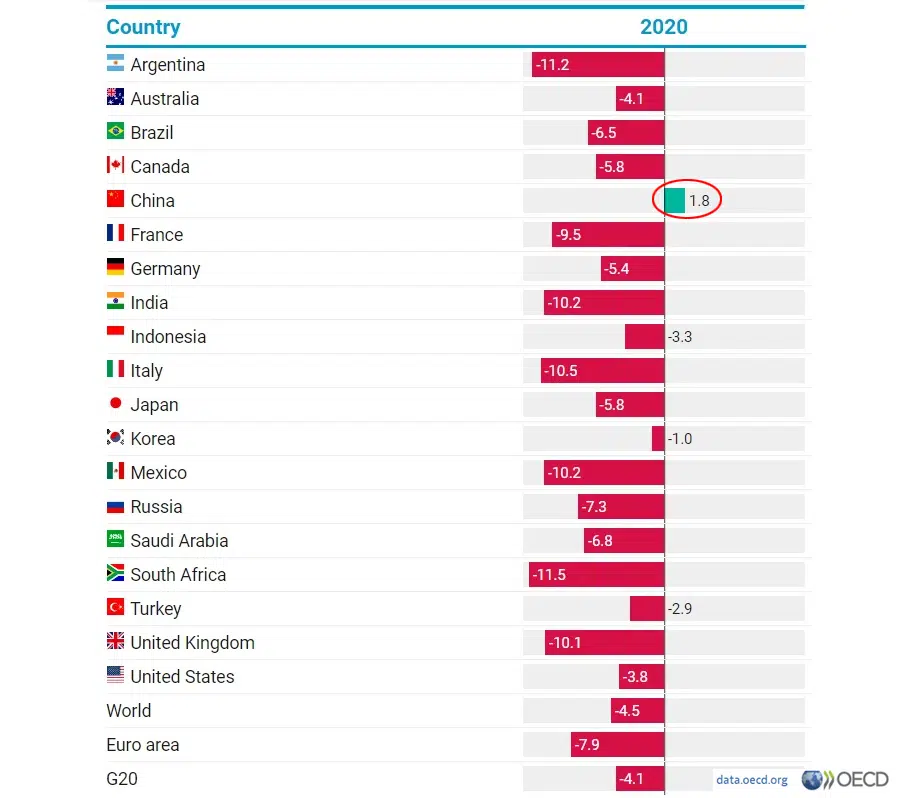 Country 2020
Argentina -11.2
Australia -4.1
Brazil -6.5
Canada -5.8
China 1.8
France -9.5
Germany -5.4
India -10.2
Indonesia -3.3
Italy -10.5
Japan -5.8
Korea -1.0
Mexico -10.2
Russia -7.3
Saudi Arabia -6.8
South Africa -11.5
Turkey -2.9
United Kingdom -10.1
United States -3.8
World -4.5
Euro area -7.9
G20 -4.1 data.oecd.org OECD